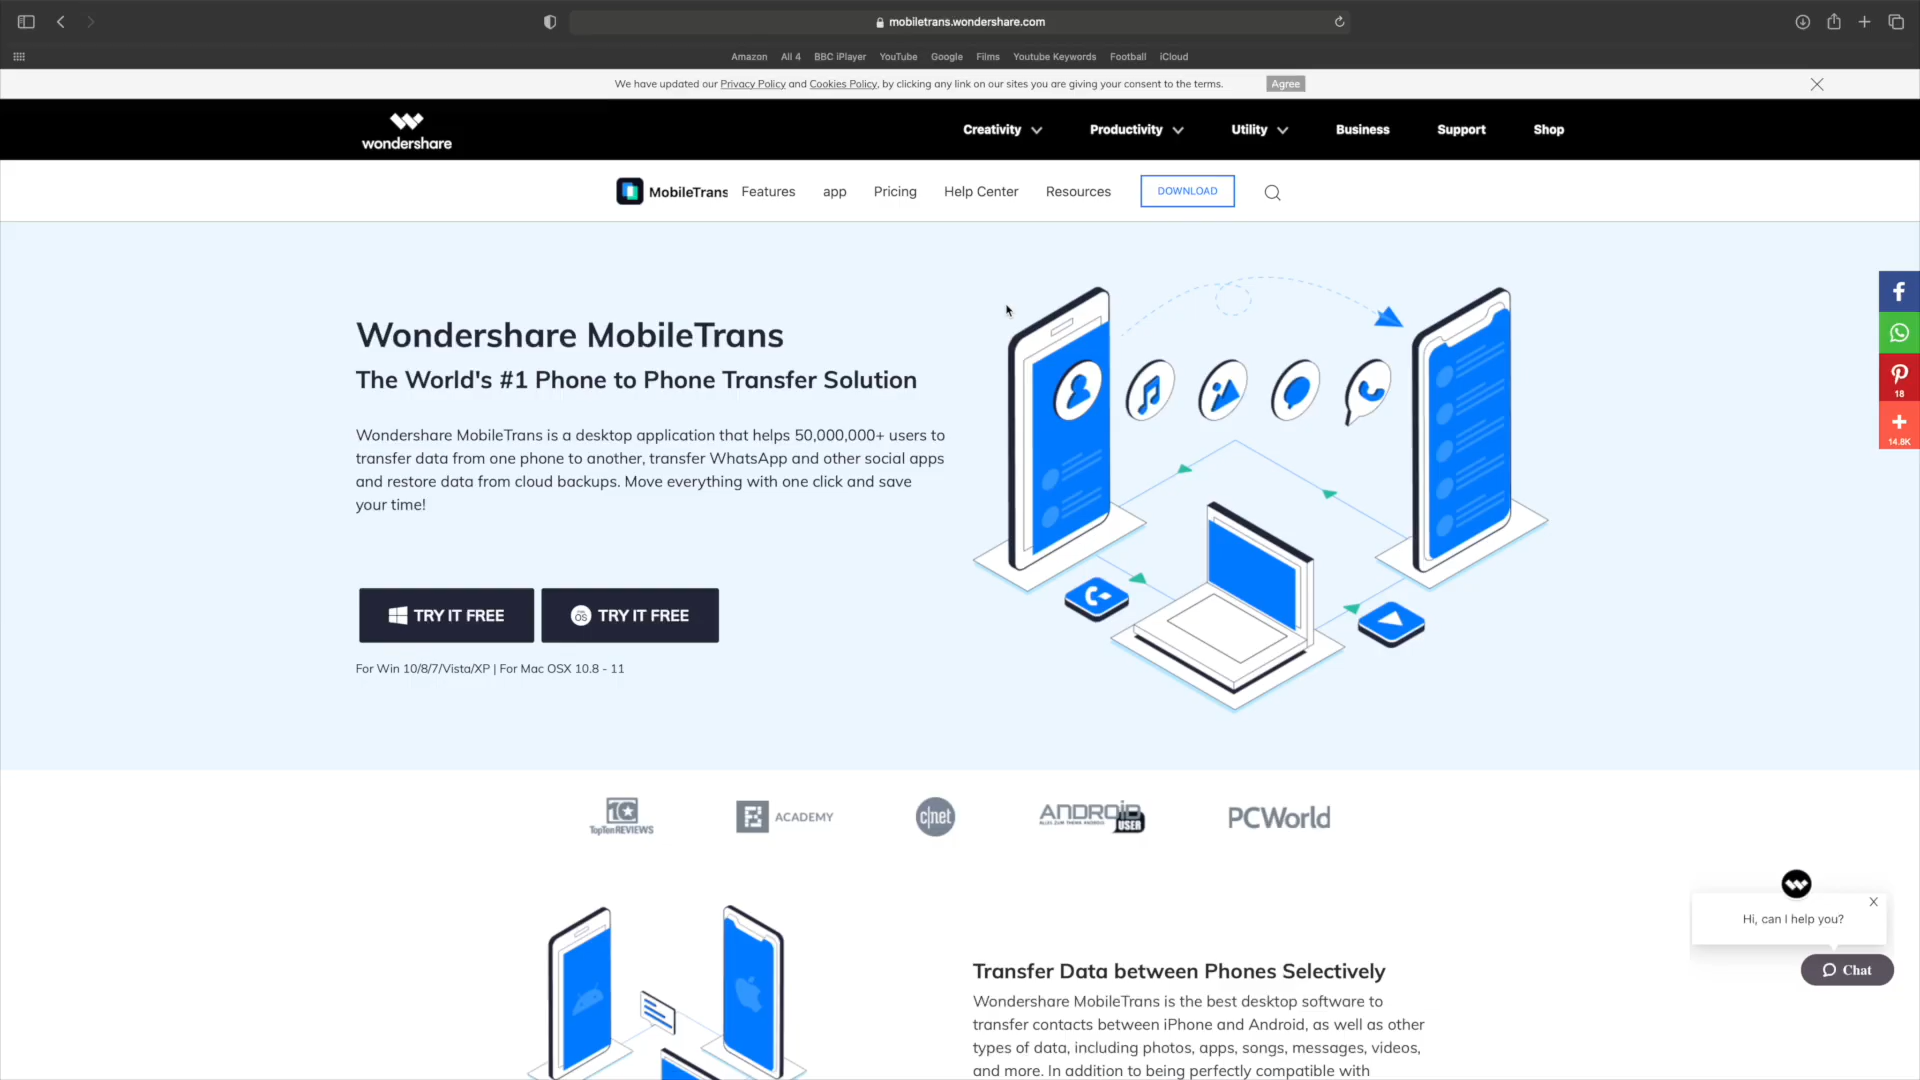 mobiletrans.wondershare.com
Amazon All 4 BBC iPlayer YouTube Google Films Youtube Keywords Football iCloud
We have updated our Privacy Policy and Cookies Policy, by clicking any link on our sites you are giving your consent to the terms. Agree
wondershare
Creativity Productivity Utility Business Support Shop
MobileTrans Features app Pricing Help Center Resources DOWNLOAD
Wondershare MobileTrans
The World's #1 Phone to Phone Transfer Solution
Wondershare MobileTrans is a desktop application that helps 50,000,000+ users to
transfer data from one phone to another, transfer WhatsApp and other social apps
and restore data from cloud backups. Move everything with one click and save
your time!
TRY IT FREE TRY IT FREE
For Win 10/8/7/Vista/XP | For Mac OSX 10.8 - 11
18
14.8K
TopTenREVIEWS
ACADEMY
c|net
ANDROID USER
ALLES ZUM THEMA ANDROID
PCWorld
Hi, can I help you?
Chat
Transfer Data between Phones Selectively
Wondershare MobileTrans is the best desktop software to
transfer contacts between iPhone and Android, as well as other
types of data, including photos, apps, songs, messages, videos,
and more. In addition to being perfectly compatible with